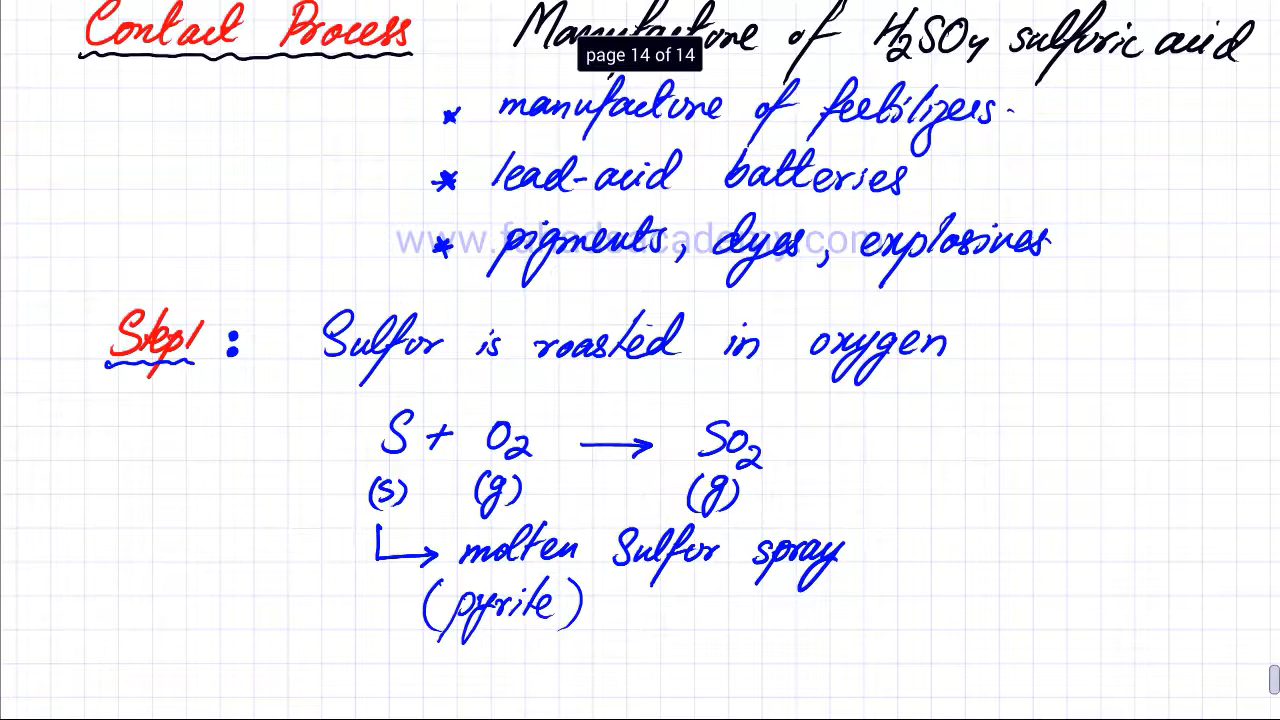 Contact Process Manufacture of H₂SO₄ sulfuric acid
page 14 of 14
* manufacture of fertilizers.
* lead-acid batteries
* pigments, dyes, explosives
Step1 : Sulfur is roasted in oxygen
S + O₂ → SO₂
(s) (g) (g)
↳ molten Sulfur spray
(pyrite)